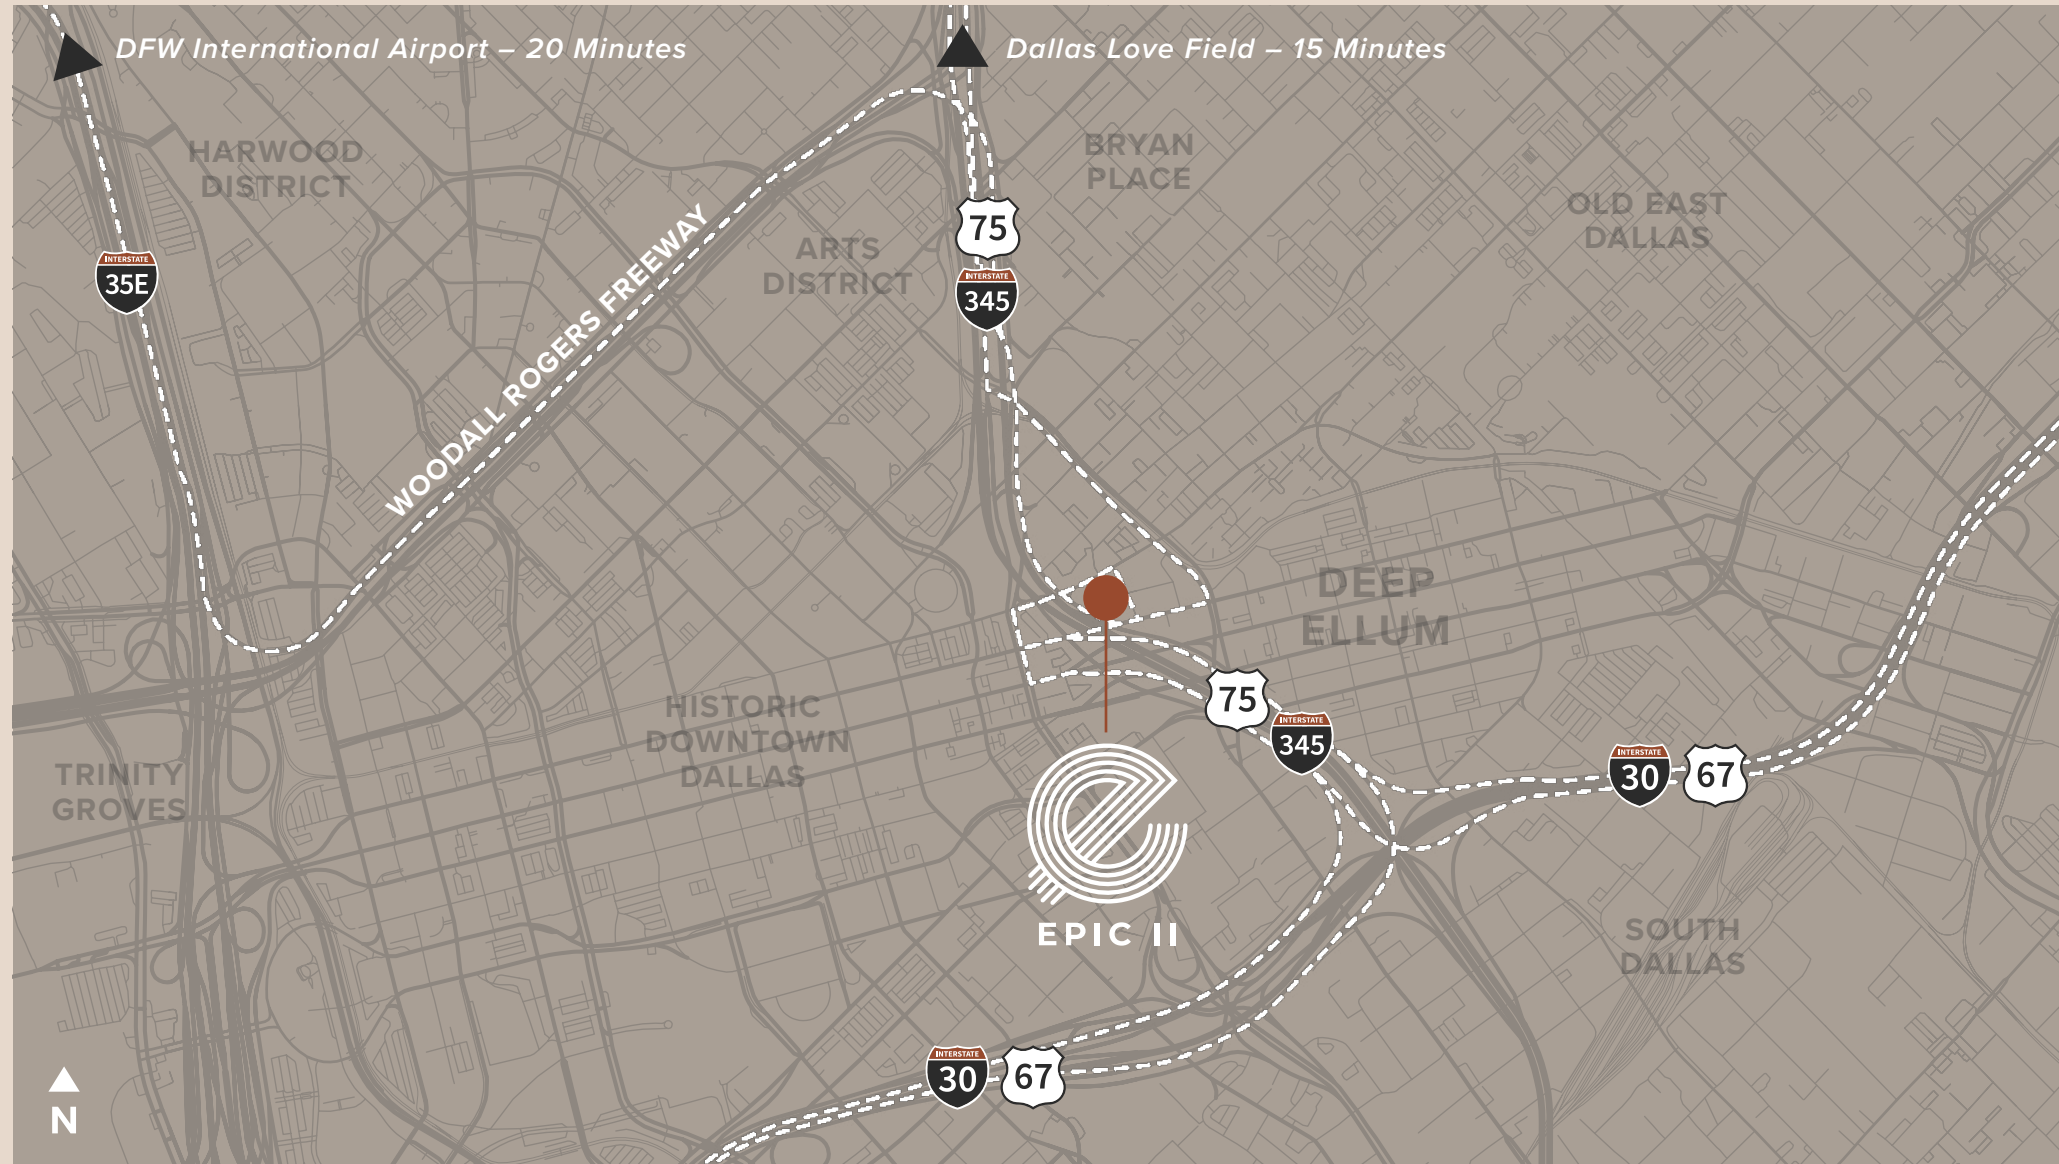 DFW International Airport – 20 Minutes
Dallas Love Field – 15 Minutes
HARWOOD
DISTRICT
BRYAN
PLACE
OLD EAST
DALLAS
ARTS
DISTRICT
75
INTERSTATE
345
INTERSTATE
35E
WOODALL ROGERS FREEWAY
DEEP
ELLUM
HISTORIC
DOWNTOWN
DALLAS
75
INTERSTATE
345
INTERSTATE
30
67
TRINITY
GROVES
EPIC II
SOUTH
DALLAS
INTERSTATE
30
67
N